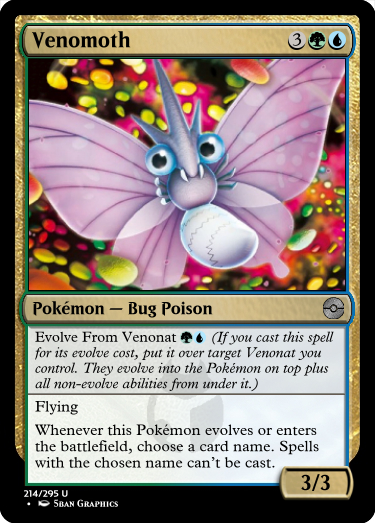 Venomoth 3
Pokémon — Bug Poison
Evolve From Venonat (If you cast this
spell for its evolve cost, put it over
target Venonat you
control. They evolve into the Pokémon on top plus
all non-evolve abilities from under it.)
Flying
Whenever this Pokémon evolves or enters
the battlefield, choose a card name. Spells
with the chosen name can't be cast.
3/3
214/295 U
• 5ban Graphics